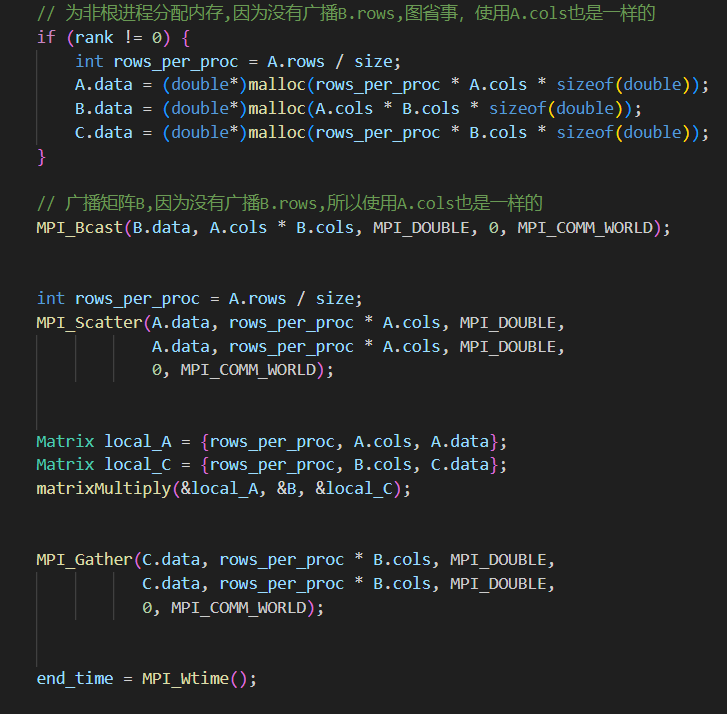 // 为非根进程分配内存,因为没有广播B.rows,图省事，使用A.cols也是一样的
if (rank != 0) {
int rows_per_proc = A.rows / size;
A.data = (double*)malloc(rows_per_proc * A.cols * sizeof(double));
B.data = (double*)malloc(A.cols * B.cols * sizeof(double));
C.data = (double*)malloc(rows_per_proc * B.cols * sizeof(double));
}
// 广播矩阵B,因为没有广播B.rows,所以使用A.cols也是一样的
MPI_Bcast(B.data, A.cols * B.cols, MPI_DOUBLE, 0, MPI_COMM_WORLD);
int rows_per_proc = A.rows / size;
MPI_Scatter(A.data, rows_per_proc * A.cols, MPI_DOUBLE,
A.data, rows_per_proc * A.cols, MPI_DOUBLE,
0, MPI_COMM_WORLD);
Matrix local_A = {rows_per_proc, A.cols, A.data};
Matrix local_C = {rows_per_proc, B.cols, C.data};
matrixMultiply(&local_A, &B, &local_C);
MPI_Gather(C.data, rows_per_proc * B.cols, MPI_DOUBLE,
C.data, rows_per_proc * B.cols, MPI_DOUBLE,
0, MPI_COMM_WORLD);
end_time = MPI_Wtime();